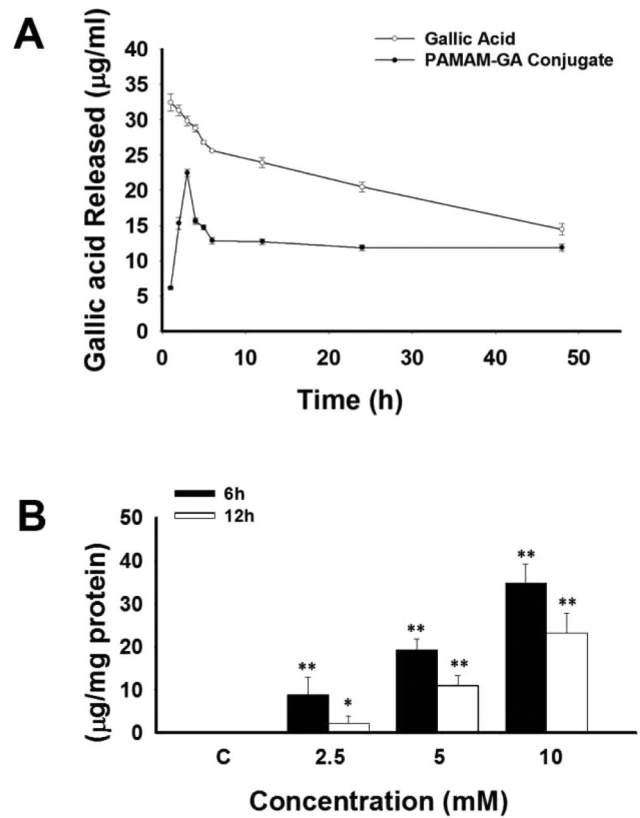 A
Gallic Acid
PAMAM-GA Conjugate
Gallic acid Released (µg/ml)
40
35
30
25
20
15
10
5
0
0 10 20 30 40 50
Time (h)
B
6h
12h
(µg/mg protein)
50
40
30
20
10
0
** * ** ** ** **
C 2.5 5 10
Concentration (mM)